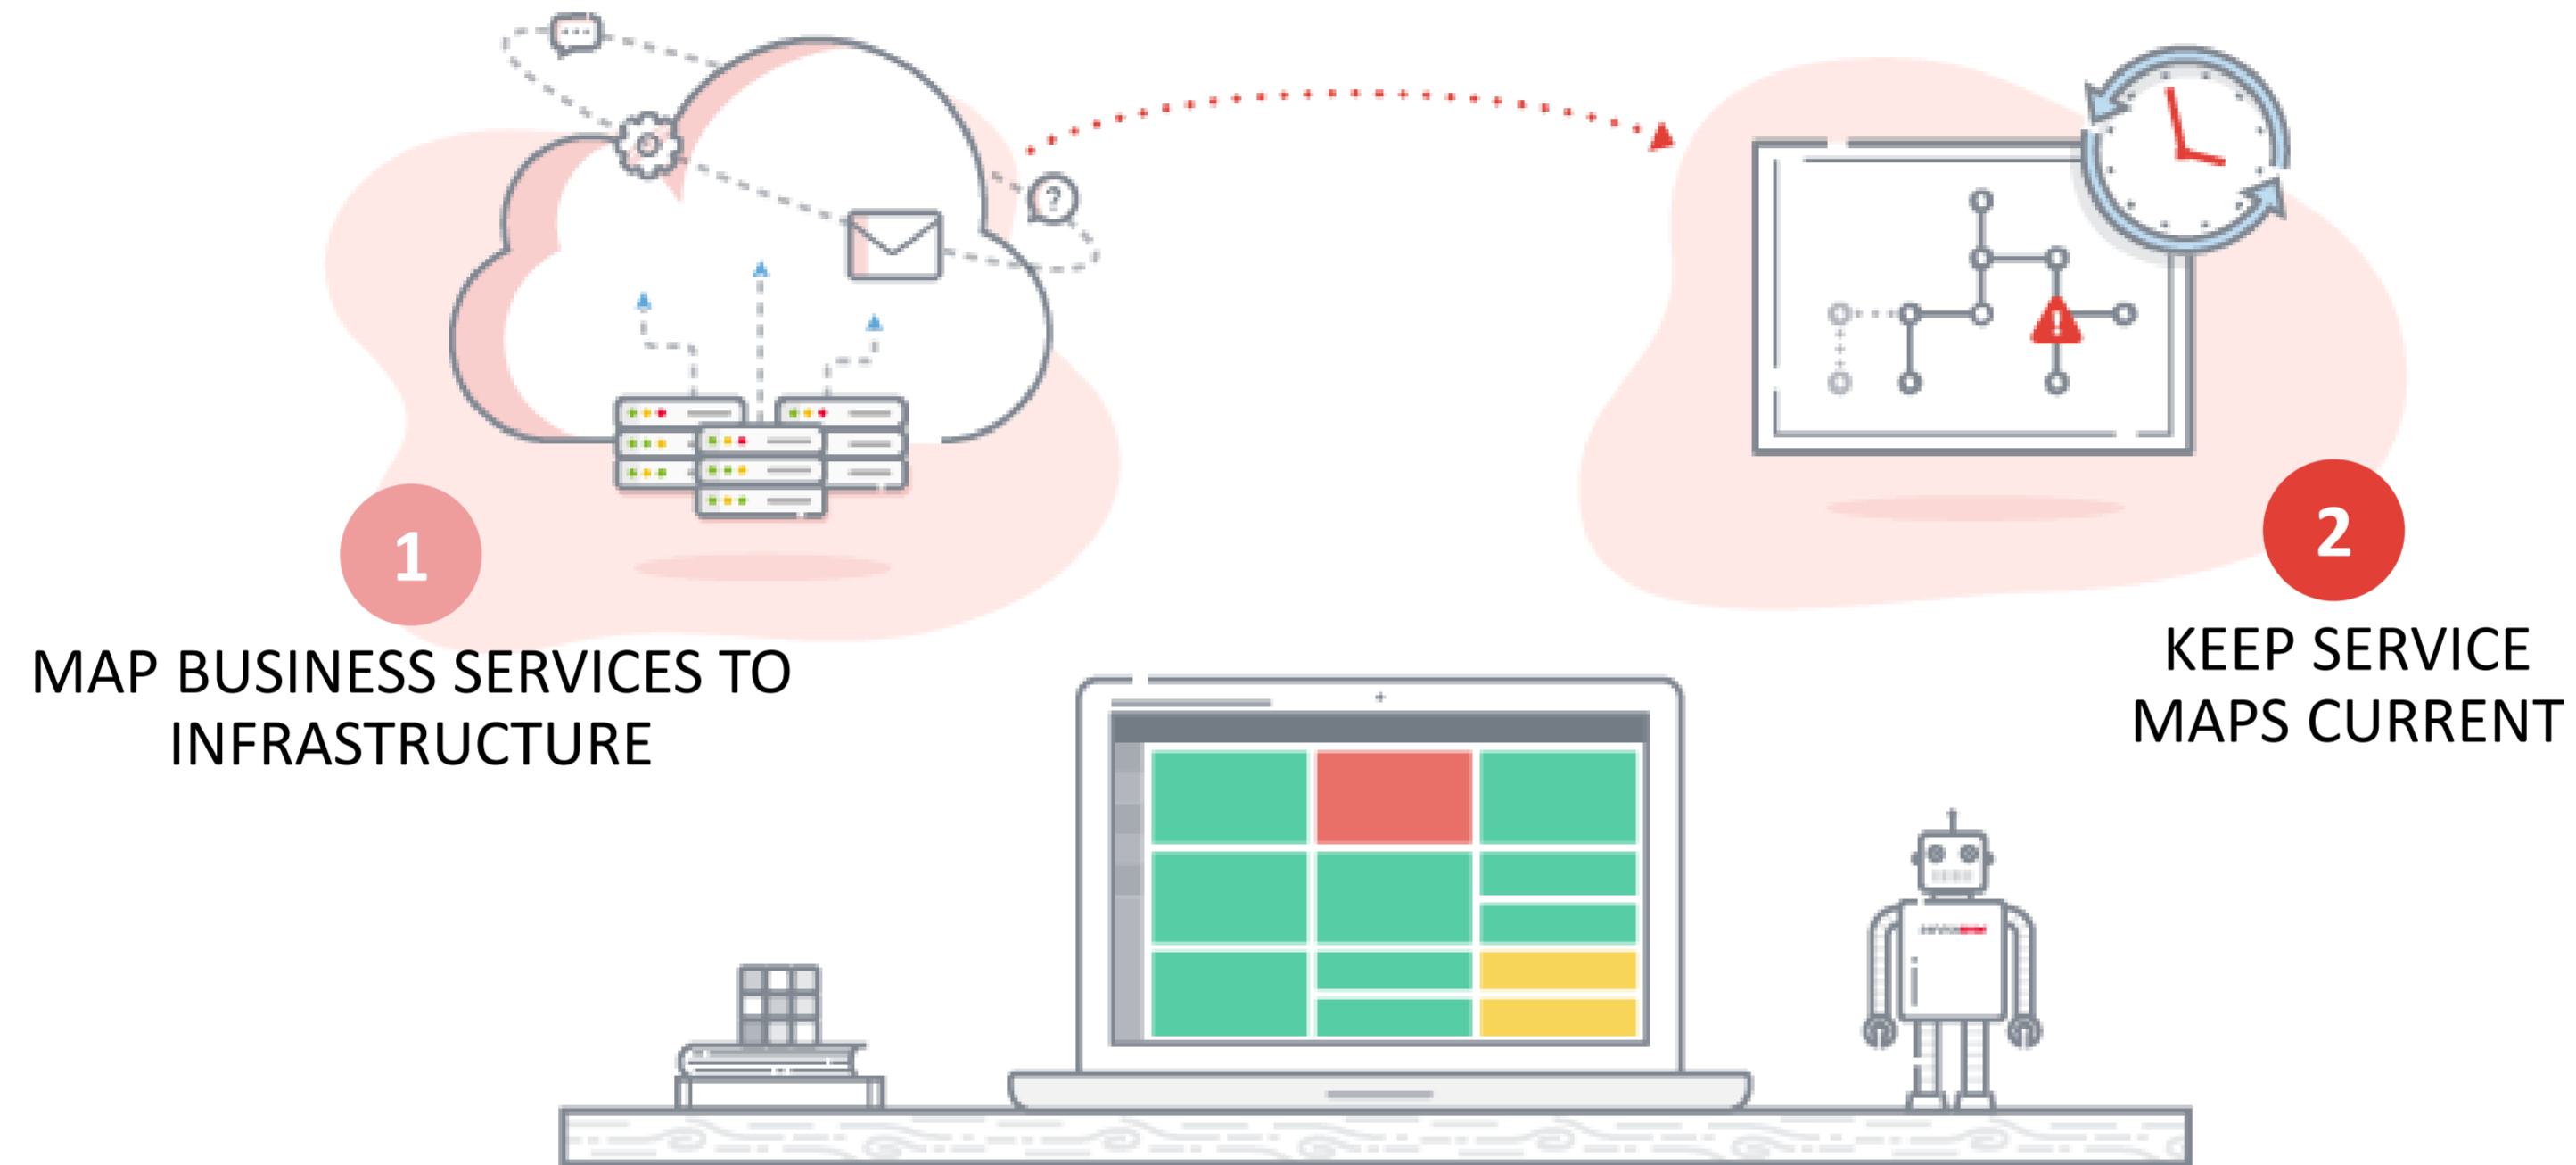 1
MAP BUSINESS SERVICES TO
INFRASTRUCTURE
2
KEEP SERVICE
MAPS CURRENT